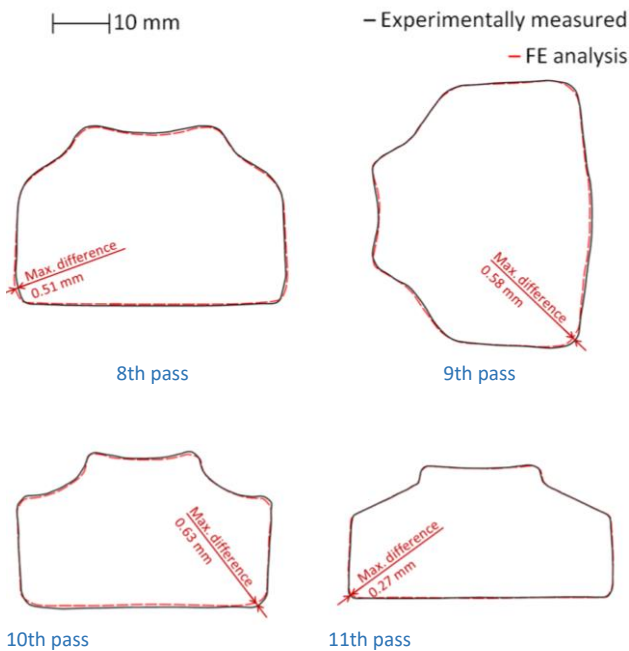 10 mm
– Experimentally measured
– FE analysis
Max. difference
0.51 mm
8th pass
Max. difference
0.58 mm
9th pass
Max. difference
0.63 mm
10th pass
Max. difference
0.27 mm
11th pass